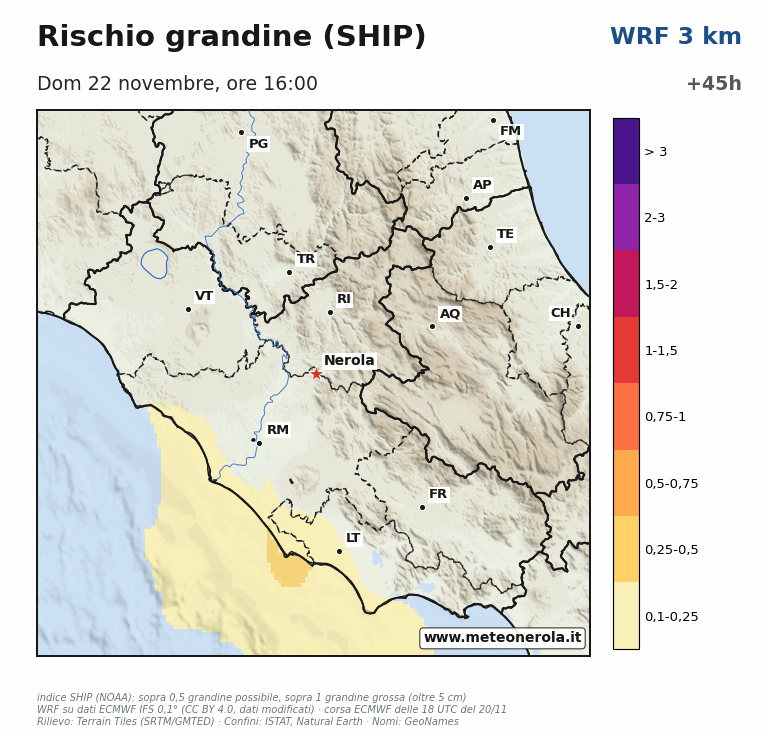 Rischio grandine (SHIP)
WRF 3 km
Dom 22 novembre, ore 16:00
+45h
FM
PG
AP
TE
TR
VT
RI
AQ
CH
Nerola
RM
FR
LT
www.meteonerola.it
> 3
2-3
1,5-2
1-1,5
0,75-1
0,5-0,75
0,25-0,5
0,1-0,25
indice SHIP (NOAA): sopra 0,5 grandine possibile, sopra 1 grandine grossa (oltre 5 cm)
WRF su dati ECMWF IFS 0,1° (CC BY 4.0, dati modificati) · corsa ECMWF delle 18 UTC del 20/11
Rilievo: Terrain Tiles (SRTM/GMTED) · Confini: ISTAT, Natural Earth · Nomi: GeoNames